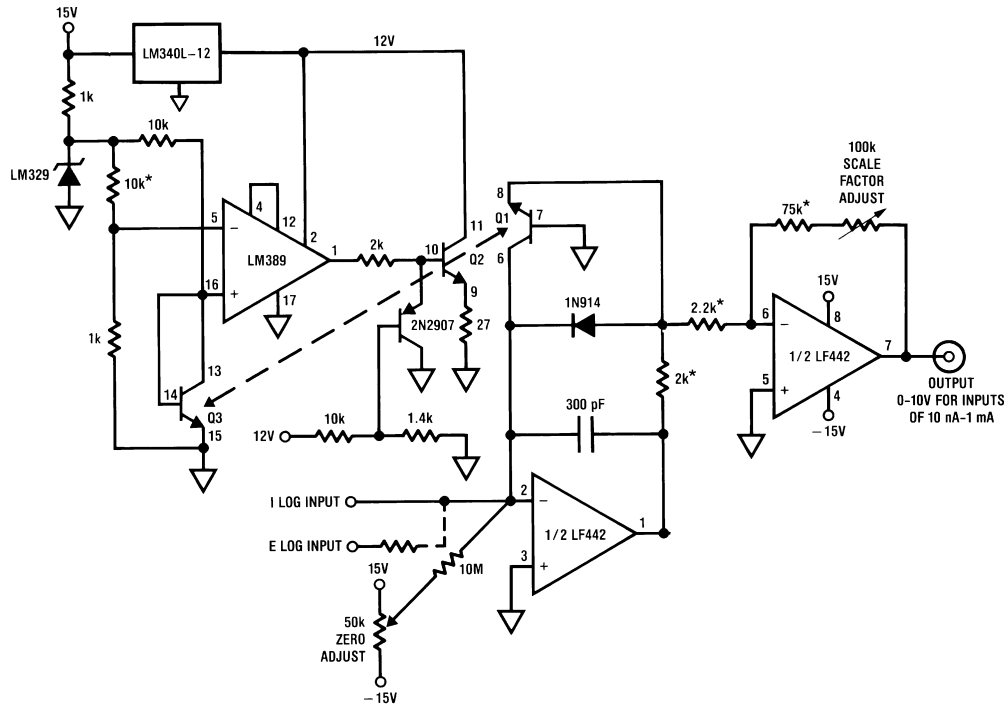 15V
LM340L–12
12V
1k
10k
LM329
10k*
100k
SCALE
FACTOR
ADJUST
75k*
4
12
5
–
2
LM389
1
16
+
17
2k
10
11
Q2
9
27
2N2907
8
Q1
7
6
1N914
2.2k*
15V
6
–
8
1/2 LF442
7
5
+
4
–15V
OUTPUT
0–10V FOR INPUTS
OF 10 nA–1 mA
1k
13
14
Q3
15
12V
10k
1.4k
300 pF
2k*
I LOG INPUT
2
–
1/2 LF442
1
3
+
E LOG INPUT
10M
15V
50k
ZERO
ADJUST
–15V